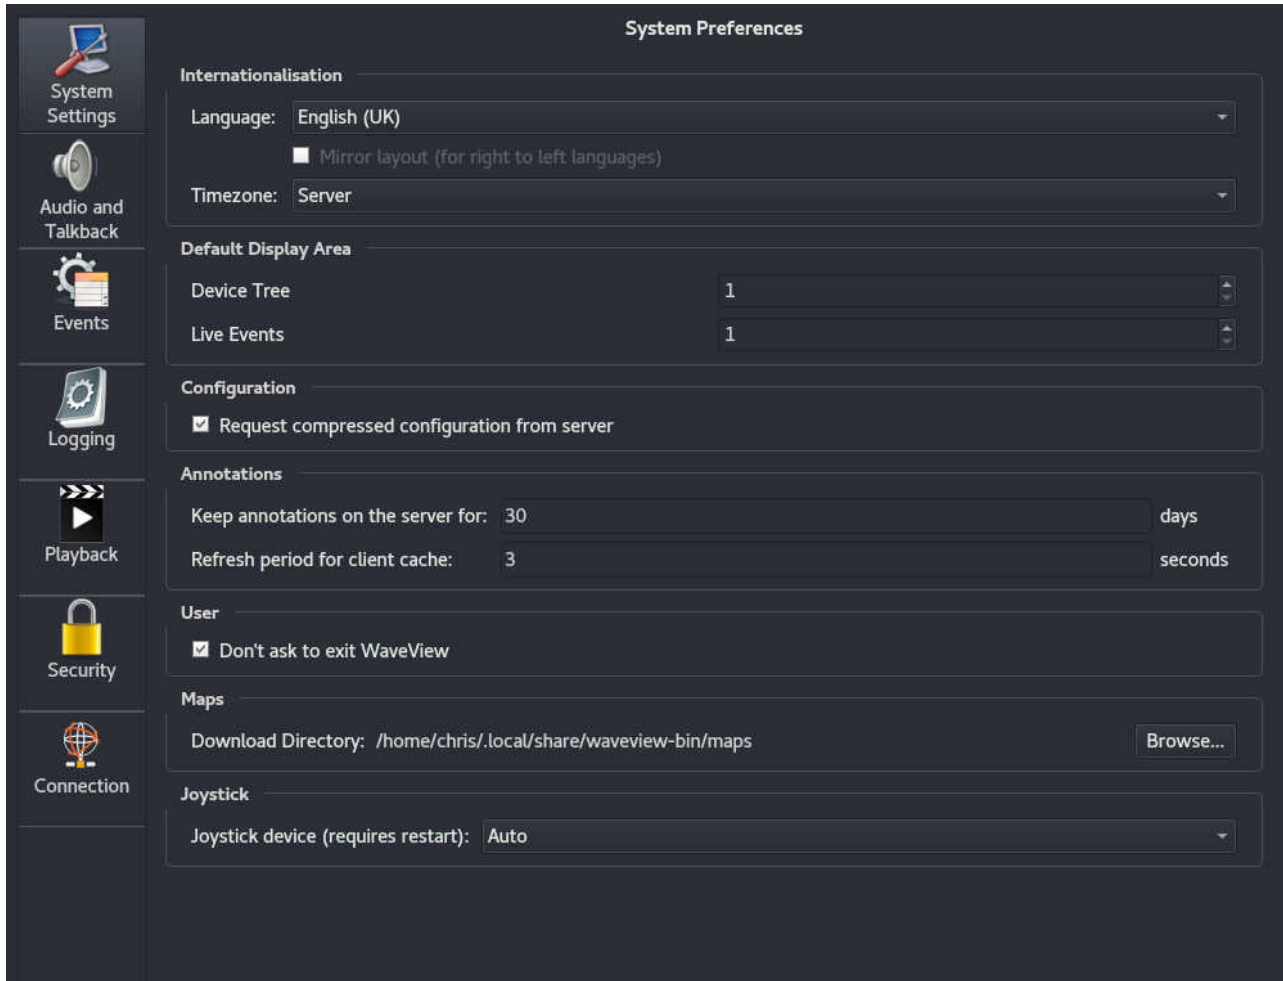 System Preferences
System
Settings
Audio and
Talkback
Events
Logging
Playback
Security
Connection
Internationalisation
Language: English (UK)
Mirror layout (for right to left languages)
Timezone: Server
Default Display Area
Device Tree 1
Live Events 1
Configuration
Request compressed configuration from server
Annotations
Keep annotations on the server for: 30 days
Refresh period for client cache: 3 seconds
User
Don't ask to exit WaveView
Maps
Download Directory: /home/chris/.local/share/waveview-bin/maps Browse...
Joystick
Joystick device (requires restart): Auto